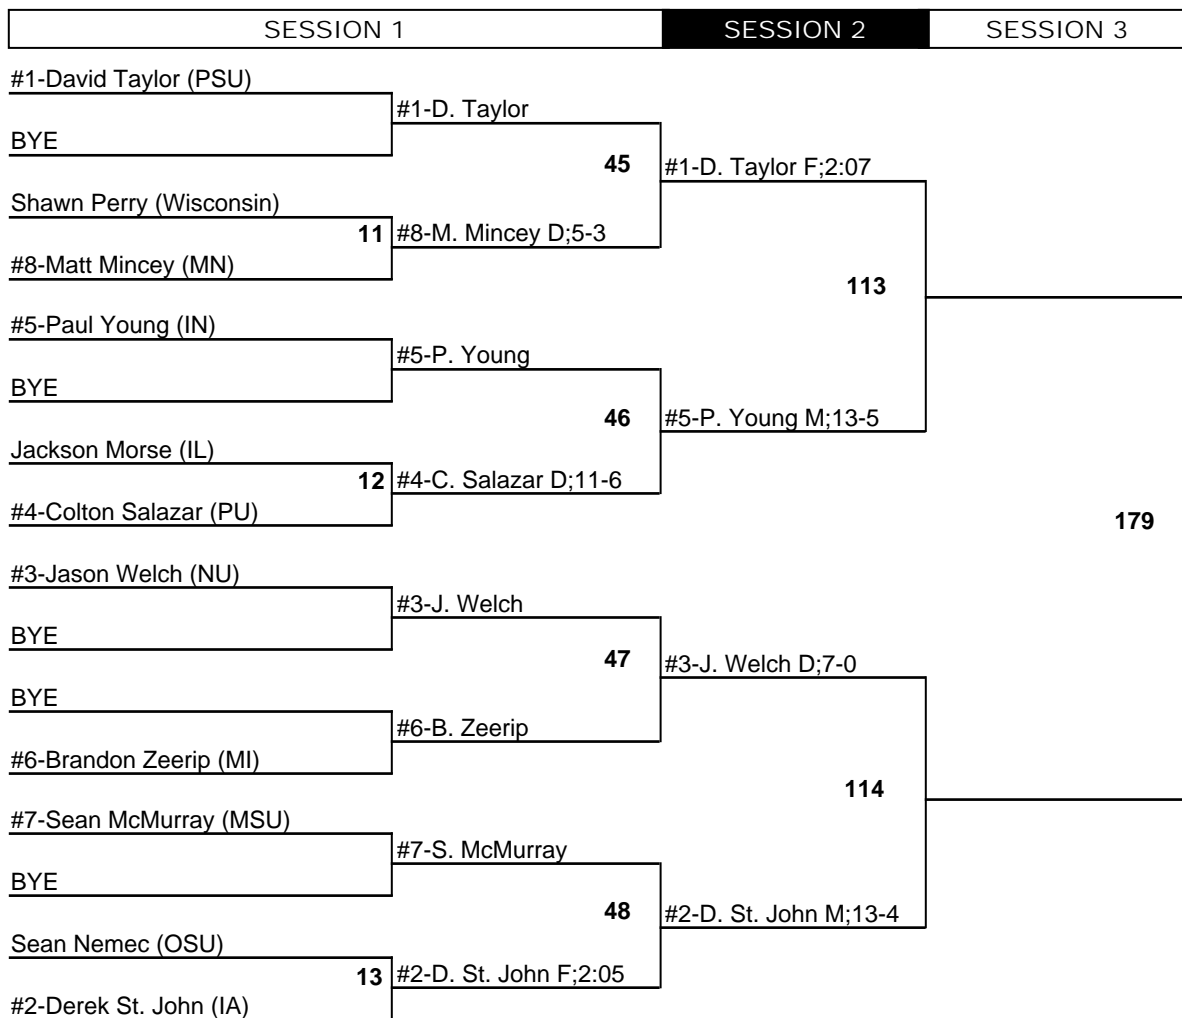 SESSION 1
SESSION 2
SESSION 3
#1-David Taylor (PSU)
#1-D. Taylor
BYE
45
#1-D. Taylor F;2:07
Shawn Perry (Wisconsin)
11
#8-M. Mincey D;5-3
#8-Matt Mincey (MN)
113
#5-Paul Young (IN)
#5-P. Young
BYE
46
#5-P. Young M;13-5
Jackson Morse (IL)
12
#4-C. Salazar D;11-6
#4-Colton Salazar (PU)
179
#3-Jason Welch (NU)
#3-J. Welch
BYE
47
#3-J. Welch D;7-0
BYE
#6-B. Zeerip
#6-Brandon Zeerip (MI)
114
#7-Sean McMurray (MSU)
#7-S. McMurray
BYE
48
#2-D. St. John M;13-4
Sean Nemec (OSU)
13
#2-D. St. John F;2:05
#2-Derek St. John (IA)